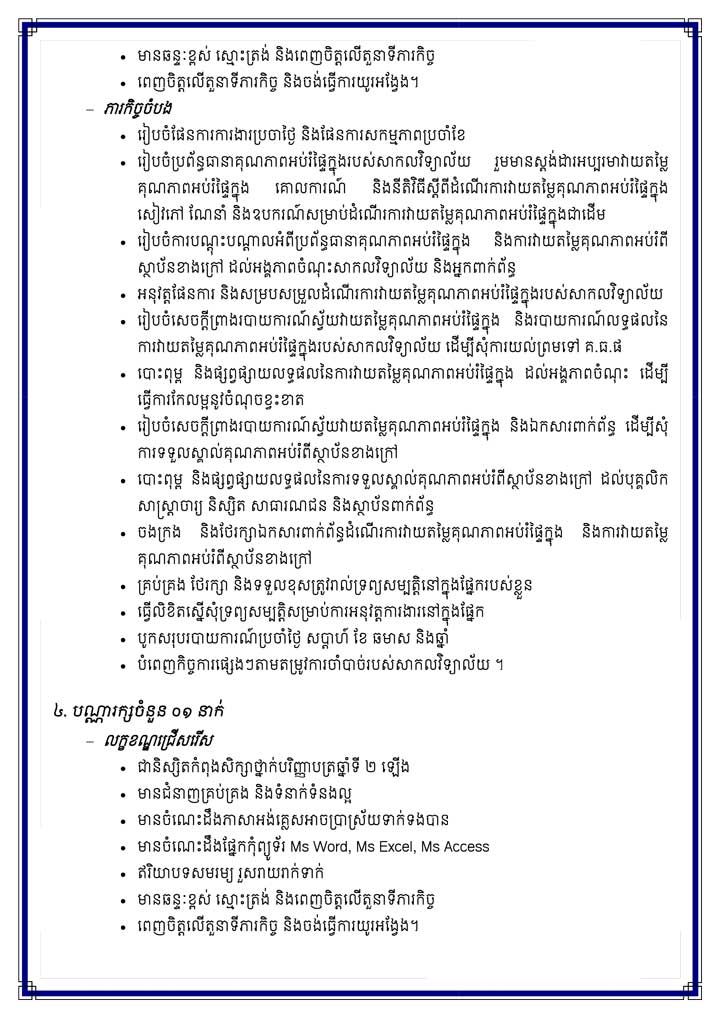 • មានឆន្ទៈខ្ពស់ ស្មោះត្រង់ និងពេញចិត្តលើតួនាទីភារកិច្ច
• ពេញចិត្តលើតួនាទីភារកិច្ច និងចង់ធ្វើការយូរអង្វែង។
– ភារកិច្ចចំបង
• រៀបចំផែនការការងារប្រចាថ្ងៃ និងផែនការសកម្មភាពប្រចាំខែ
• រៀបចំប្រព័ន្ធធានាគុណភាពអប់រំផ្ទៃក្នុងរបស់សាកលវិទ្យាល័យ រួមមានស្តង់ដារអប្បរមាវាយតម្លៃ
គុណភាពអប់រំផ្ទៃក្នុង គោលការណ៍ និងនីតិវិធីស្តីពីដំណើរការវាយតម្លៃគុណភាពអប់រំផ្ទៃក្នុង
សៀវភៅ ណែនាំ និងឧបករណ៍សម្រាប់ដំណើរការវាយតម្លៃគុណភាពអប់រំផ្ទៃក្នុងជាដើម
• រៀបចំការបណ្តុះបណ្តាលអំពីប្រព័ន្ធធានាគុណភាពអប់រំផ្ទៃក្នុង និងការវាយតម្លៃគុណភាពអប់រំពី
ស្ថាប័នខាងក្រៅ ដល់អង្គភាពចំណុះសាកលវិទ្យាល័យ និងអ្នកពាក់ព័ន្ធ
• អនុវត្តផែនការ និងសម្របសម្រួលដំណើរការវាយតម្លៃគុណភាពអប់រំផ្ទៃក្នុងរបស់សាកលវិទ្យាល័យ
• រៀបចំសេចក្តីព្រាងរបាយការណ៍ស្វ័យវាយតម្លៃគុណភាពអប់រំផ្ទៃក្នុង និងរបាយការណ៍លទ្ធផលនៃ
ការវាយតម្លៃគុណភាពអប់រំផ្ទៃក្នុងរបស់សាកលវិទ្យាល័យ ដើម្បីសុំការយល់ព្រមទៅ គ.ធ.ផ
• បោះពុម្ព និងផ្សព្វផ្សាយលទ្ធផលនៃការវាយតម្លៃគុណភាពអប់រំផ្ទៃក្នុង ដល់អង្គភាពចំណុះ ដើម្បី
ធ្វើការកែលម្អនូវចំណុចខ្វះខាត
• រៀបចំសេចក្តីព្រាងរបាយការណ៍ស្វ័យវាយតម្លៃគុណភាពអប់រំផ្ទៃក្នុង និងឯកសារពាក់ព័ន្ធ ដើម្បីសុំ
ការទទួលស្គាល់គុណភាពអប់រំពីស្ថាប័នខាងក្រៅ
• បោះពុម្ព និងផ្សព្វផ្សាយលទ្ធផលនៃការទទួលស្គាល់គុណភាពអប់រំពីស្ថាប័នខាងក្រៅ ដល់បុគ្គលិក
សាស្ត្រាចារ្យ និស្សិត សាធារណជន និងស្ថាប័នពាក់ព័ន្ធ
• ចងក្រង និងថែរក្សាឯកសារពាក់ព័ន្ធដំណើរការវាយតម្លៃគុណភាពអប់រំផ្ទៃក្នុង និងការវាយតម្លៃ
គុណភាពអប់រំពីស្ថាប័នខាងក្រៅ
• គ្រប់គ្រង ថែរក្សា និងទទួលខុសត្រូវរាល់ទ្រព្យសម្បត្តិនៅក្នុងផ្នែករបស់ខ្លួន
• ធ្វើលិខិតស្នើសុំទ្រព្យសម្បត្តិសម្រាប់ការអនុវត្តការងារនៅក្នុងផ្នែក
• បូកសរុបរបាយការណ៍ប្រចាំថ្ងៃ សប្តាហ៍ ខែ ឆមាស និងឆ្នាំ
• បំពេញកិច្ចការផ្សេងៗតាមតម្រូវការចាំបាច់របស់សាកលវិទ្យាល័យ ។
៤. បណ្ណារក្សចំនួន ០១ នាក់
– លក្ខខណ្ឌជ្រើសរើស
• ជានិស្សិតកំពុងសិក្សាថ្នាក់បរិញ្ញាបត្រឆ្នាំទី ២ ឡើង
• មានជំនាញគ្រប់គ្រង និងទំនាក់ទំនងល្អ
• មានចំណេះដឹងភាសាអង់គ្លេសអាចប្រាស្រ័យទាក់ទងបាន
• មានចំណេះដឹងផ្នែកកុំព្យូទ័រ Ms Word, Ms Excel, Ms Access
• ឥរិយាបទសមរម្យ រួសរាយរាក់ទាក់
• មានឆន្ទៈខ្ពស់ ស្មោះត្រង់ និងពេញចិត្តលើតួនាទីភារកិច្ច
• ពេញចិត្តលើតួនាទីភារកិច្ច និងចង់ធ្វើការយូរអង្វែង។